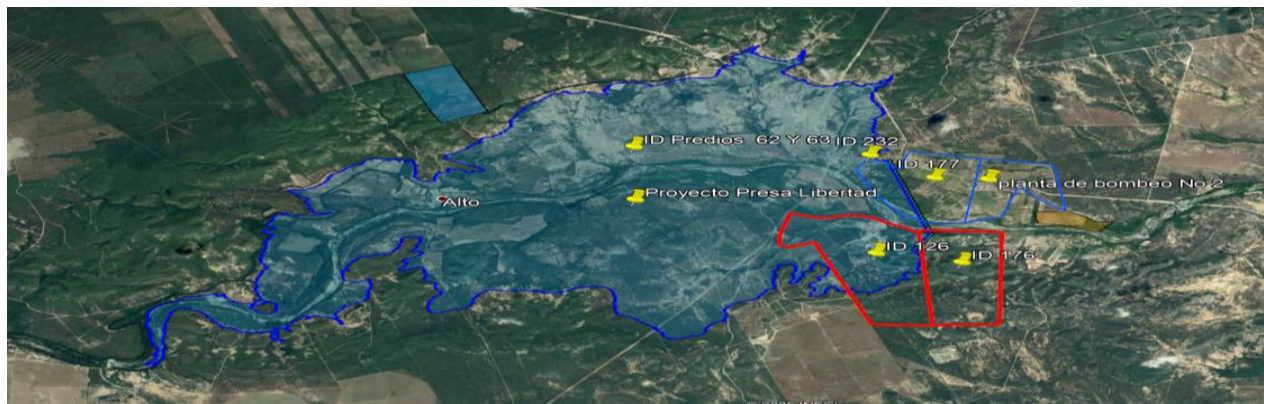 ID Predios 62 Y 63
ID 232
ID 177
planta de bombeo No 2
Proyecto Presa Libertad
Alto
ID 126
ID 176